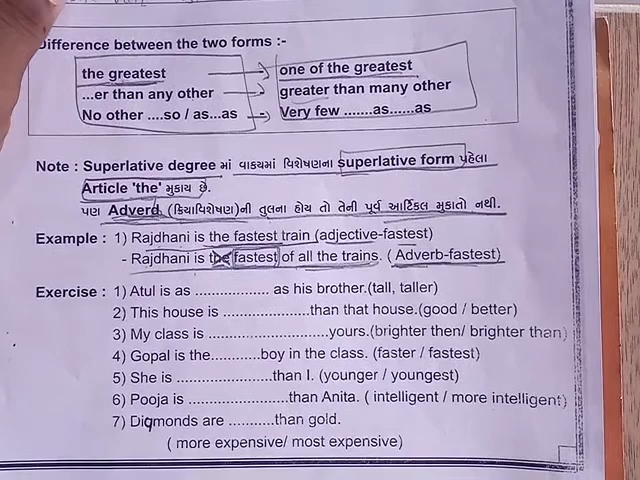 Difference between the two forms :-
the greatest one of the greatest
...er than any other greater than many other
No other ....so / as...as Very few .......as......as
Note : Superlative degree માં વાક્યમાં વિશેષણના superlative form પહેલા
Article 'the' મુકાય છે.
પણ Adverd (ક્રિયાવિશેષણ)ની તુલના હોય તો તેની પૂર્વ આર્ટિકલ મુકાતો નથી.
Example : 1) Rajdhani is the fastest train (adjective-fastest)
- Rajdhani is the fastest of all the trains. ( Adverb-fastest)
Exercise : 1) Atul is as ................ as his brother.(tall, taller)
2) This house is ....................than that house.(good / better)
3) My class is ............................yours.(brighter then/ brighter than)
4) Gopal is the...........boy in the class. (faster / fastest)
5) She is ......................than I. (younger / youngest)
6) Pooja is .......................than Anita. ( intelligent / more intelligent)
7) Diamonds are ..........than gold.
( more expensive/ most expensive)